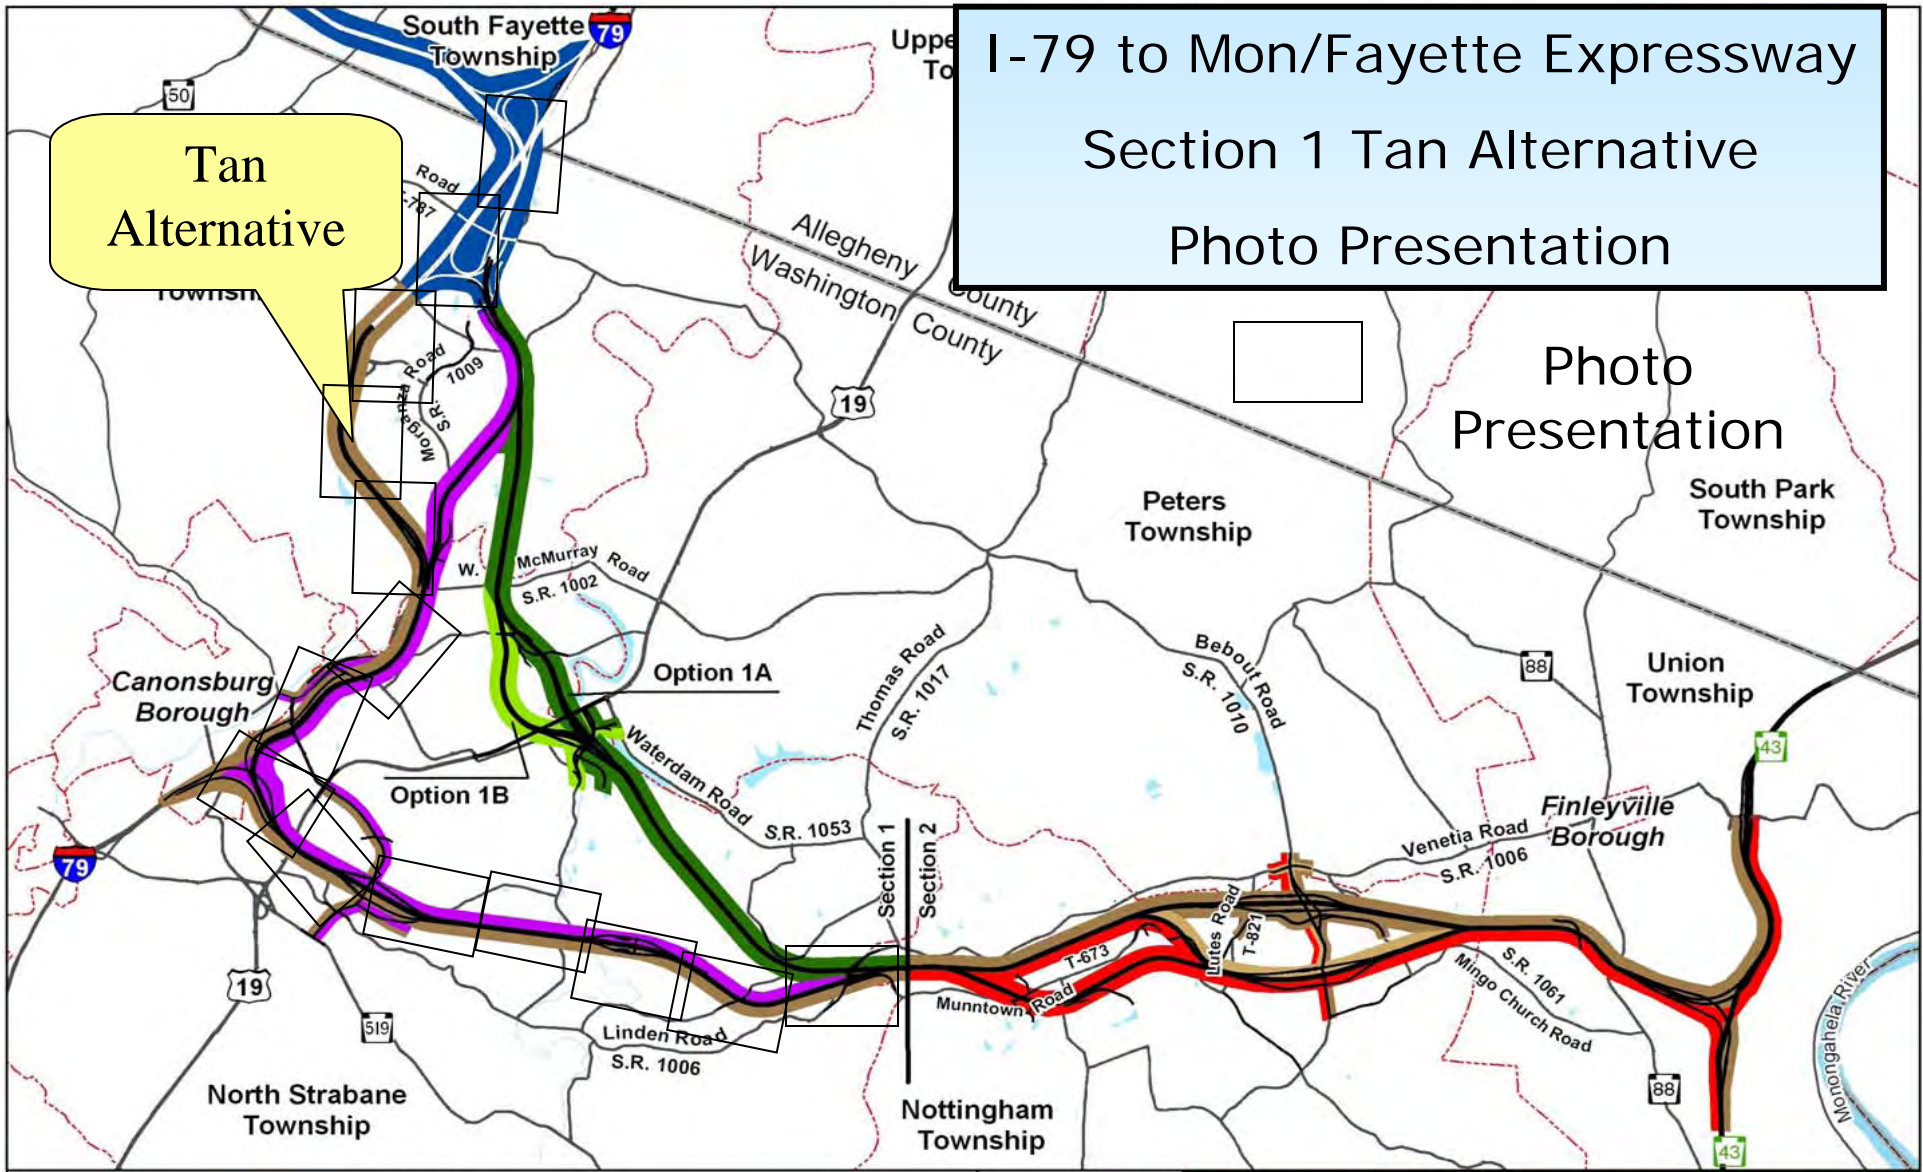 South Fayette
Township
79
Uppe
To
I-79 to Mon/Fayette Expressway
Section 1 Tan Alternative
Photo Presentation
50
Tan
Alternative
Road
-787
Allegheny County
Washington County
Photo
Presentation
Morganza Road
S.R. 1009
19
Peters
Township
South Park
Township
W. McMurray Road
S.R. 1002
Canonsburg
Borough
Option 1A
Thomas Road
S.R. 1017
Bebout Road
S.R. 1010
88
Union
Township
43
Option 1B
Waterdam Road
S.R. 1053
Section 1
Section 2
Venetia Road
S.R. 1006
Finleyville
Borough
79
19
519
Linden Road
S.R. 1006
Munntown Road
T-673
Lutes Road
T-821
S.R. 1061
Mingo Church Road
Monongahela River
North Strabane
Township
Nottingham
Township
88
43